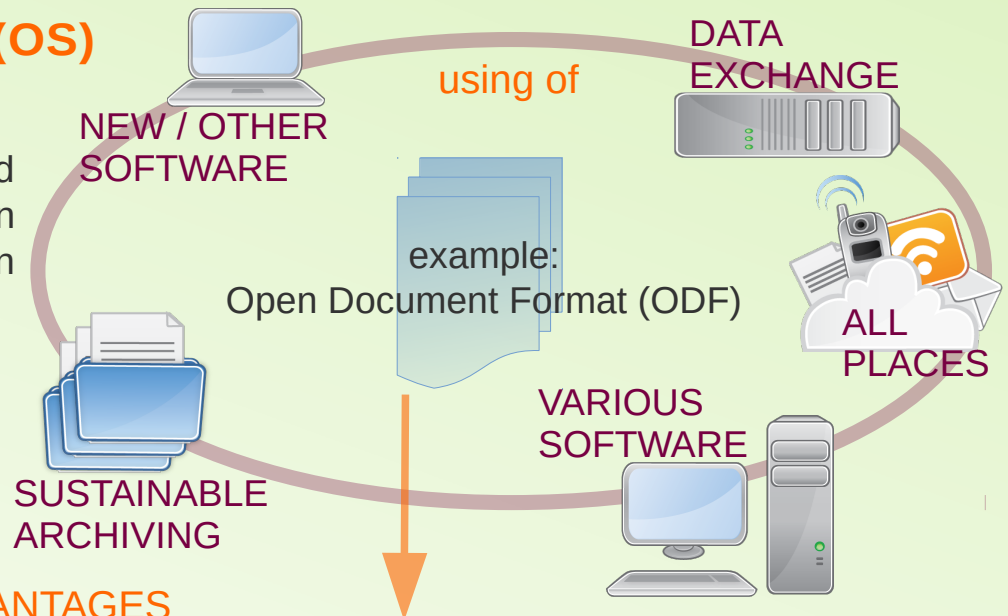 (OS)
using of
DATA
EXCHANGE
NEW / OTHER
SOFTWARE
example:
Open Document Format (ODF)
ALL
PLACES
VARIOUS
SOFTWARE
SUSTAINABLE
ARCHIVING
ANTAGES